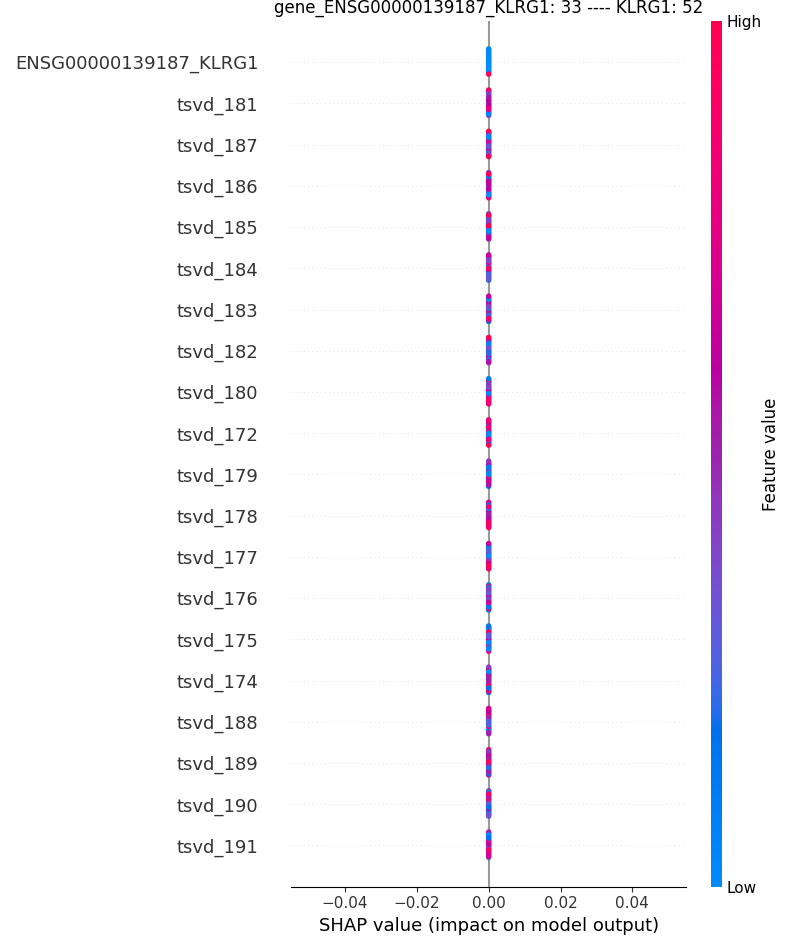 gene_ENSG00000139187_KLRG1: 33 ---- KLRG1: 52
High
ENSG00000139187_KLRG1
tsvd_181
tsvd_187
tsvd_186
tsvd_185
tsvd_184
tsvd_183
tsvd_182
tsvd_180
tsvd_172
tsvd_179
tsvd_178
tsvd_177
tsvd_176
tsvd_175
tsvd_174
tsvd_188
tsvd_189
tsvd_190
tsvd_191
Feature value
Low
−0.04 −0.02 0.00 0.02 0.04
SHAP value (impact on model output)